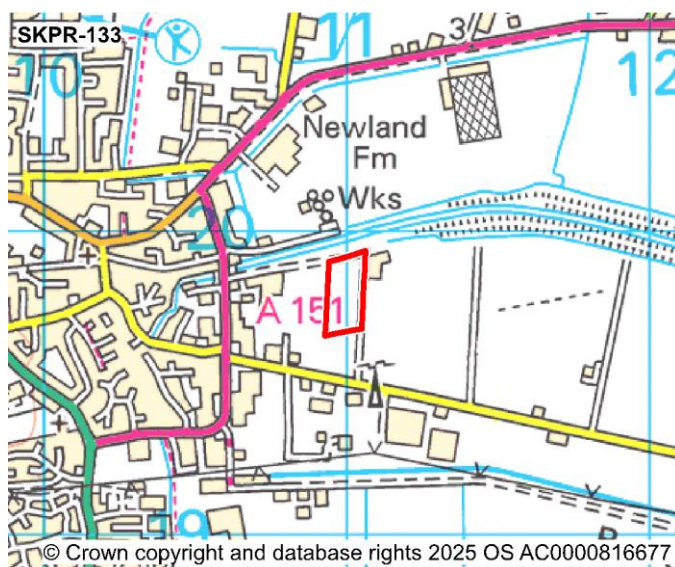 SKPR-133
10
11
3
12
Newland
Fm
Wks
20
A 151
19
© Crown copyright and database rights 2025 OS AC0000816677